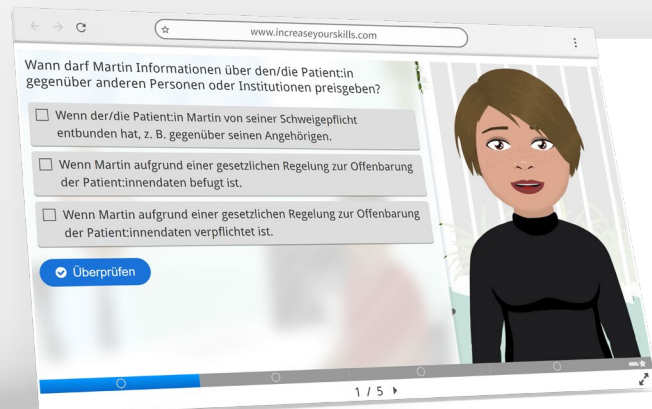 www.increaseyourskills.com
Wann darf Martin Informationen über den/die Patient:in
gegenüber anderen Personen oder Institutionen preisgeben?
Wenn der/die Patient:in Martin von seiner Schweigepflicht
entbunden hat, z. B. gegenüber seinen Angehörigen.
Wenn Martin aufgrund einer gesetzlichen Regelung zur Offenbarung
der Patient:innendaten befugt ist.
Wenn Martin aufgrund einer gesetzlichen Regelung zur Offenbarung
der Patient:innendaten verpflichtet ist.
Überprüfen
1 / 5